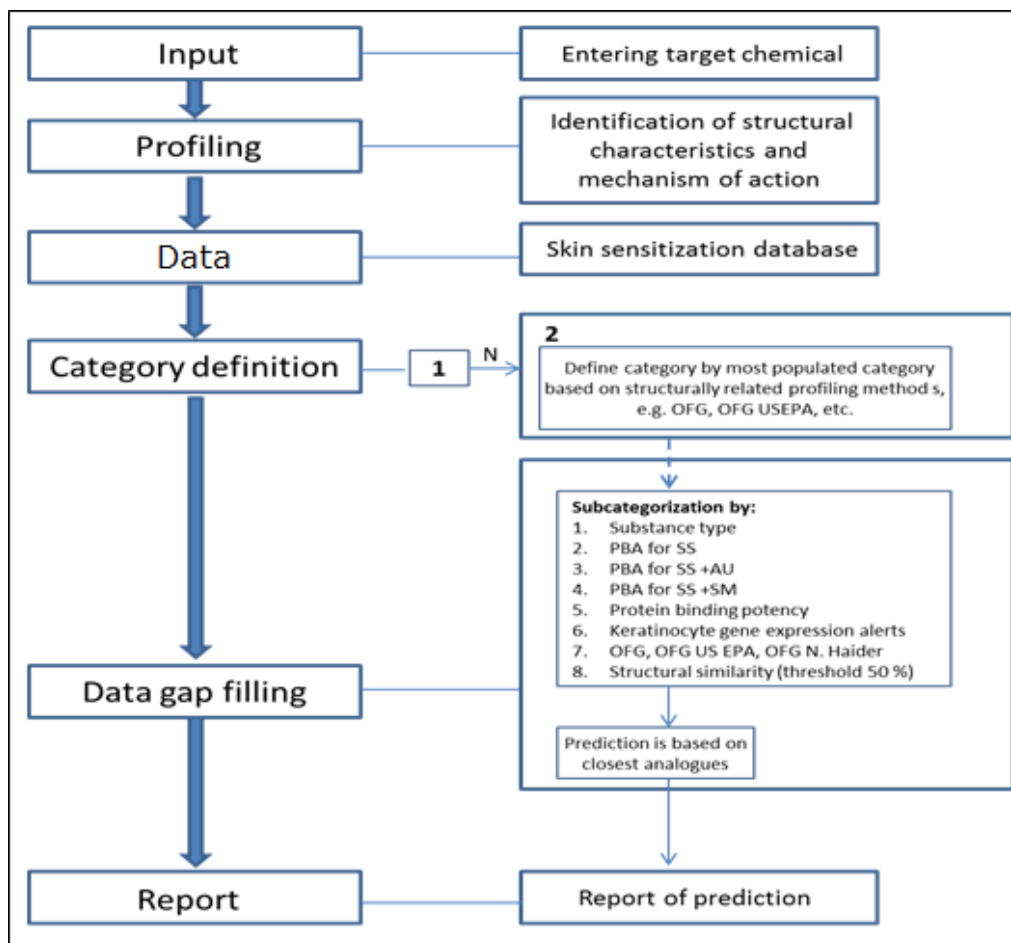 Input
Entering target chemical
Profiling
Identification of structural
characteristics and
mechanism of action
Data
Skin sensitization database
Category definition
1
N
2
Define category by most populated category
based on structurally related profiling method s,
e.g. OFG, OFG USEPA, etc.
Subcategorization by:
1. Substance type
2. PBA for SS
3. PBA for SS +AU
4. PBA for SS +SM
5. Protein binding potency
6. Keratinocyte gene expression alerts
7. OFG, OFG US EPA, OFG N. Haider
8. Structural similarity (threshold 50 %)
Data gap filling
Prediction is based on
closest analogues
Report
Report of prediction